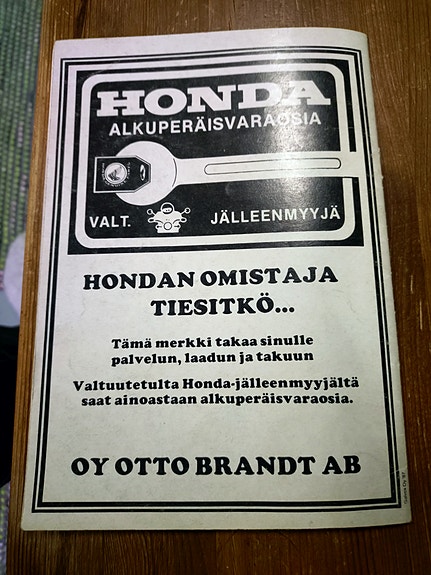 HONDA
ALKUPERÄISVARAOSIA
VALT. JÄLLEENMYYJÄ
HONDAN OMISTAJA
TIESITKÖ...
Tämä merkki takaa sinulle
palvelun, laadun ja takuun
Valtuutetulta Honda-jälleenmyyjältä
saat ainoastaan alkuperäisvaraosia.
OY OTTO BRANDT AB